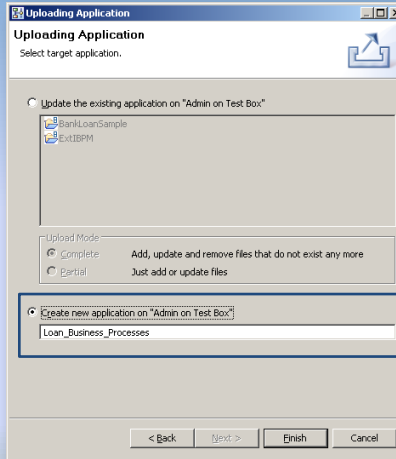 Uploading Application
Uploading Application
Select target application.
Update the existing application on "Admin on Test Box"
BankLoanSample
ExtIBPM
Upload Mode
Complete Add, update and remove files that do not exist any more
Partial Just add or update files
Create new application on "Admin on Test Box"
Loan_Business_Processes
< Back Next > Finish Cancel